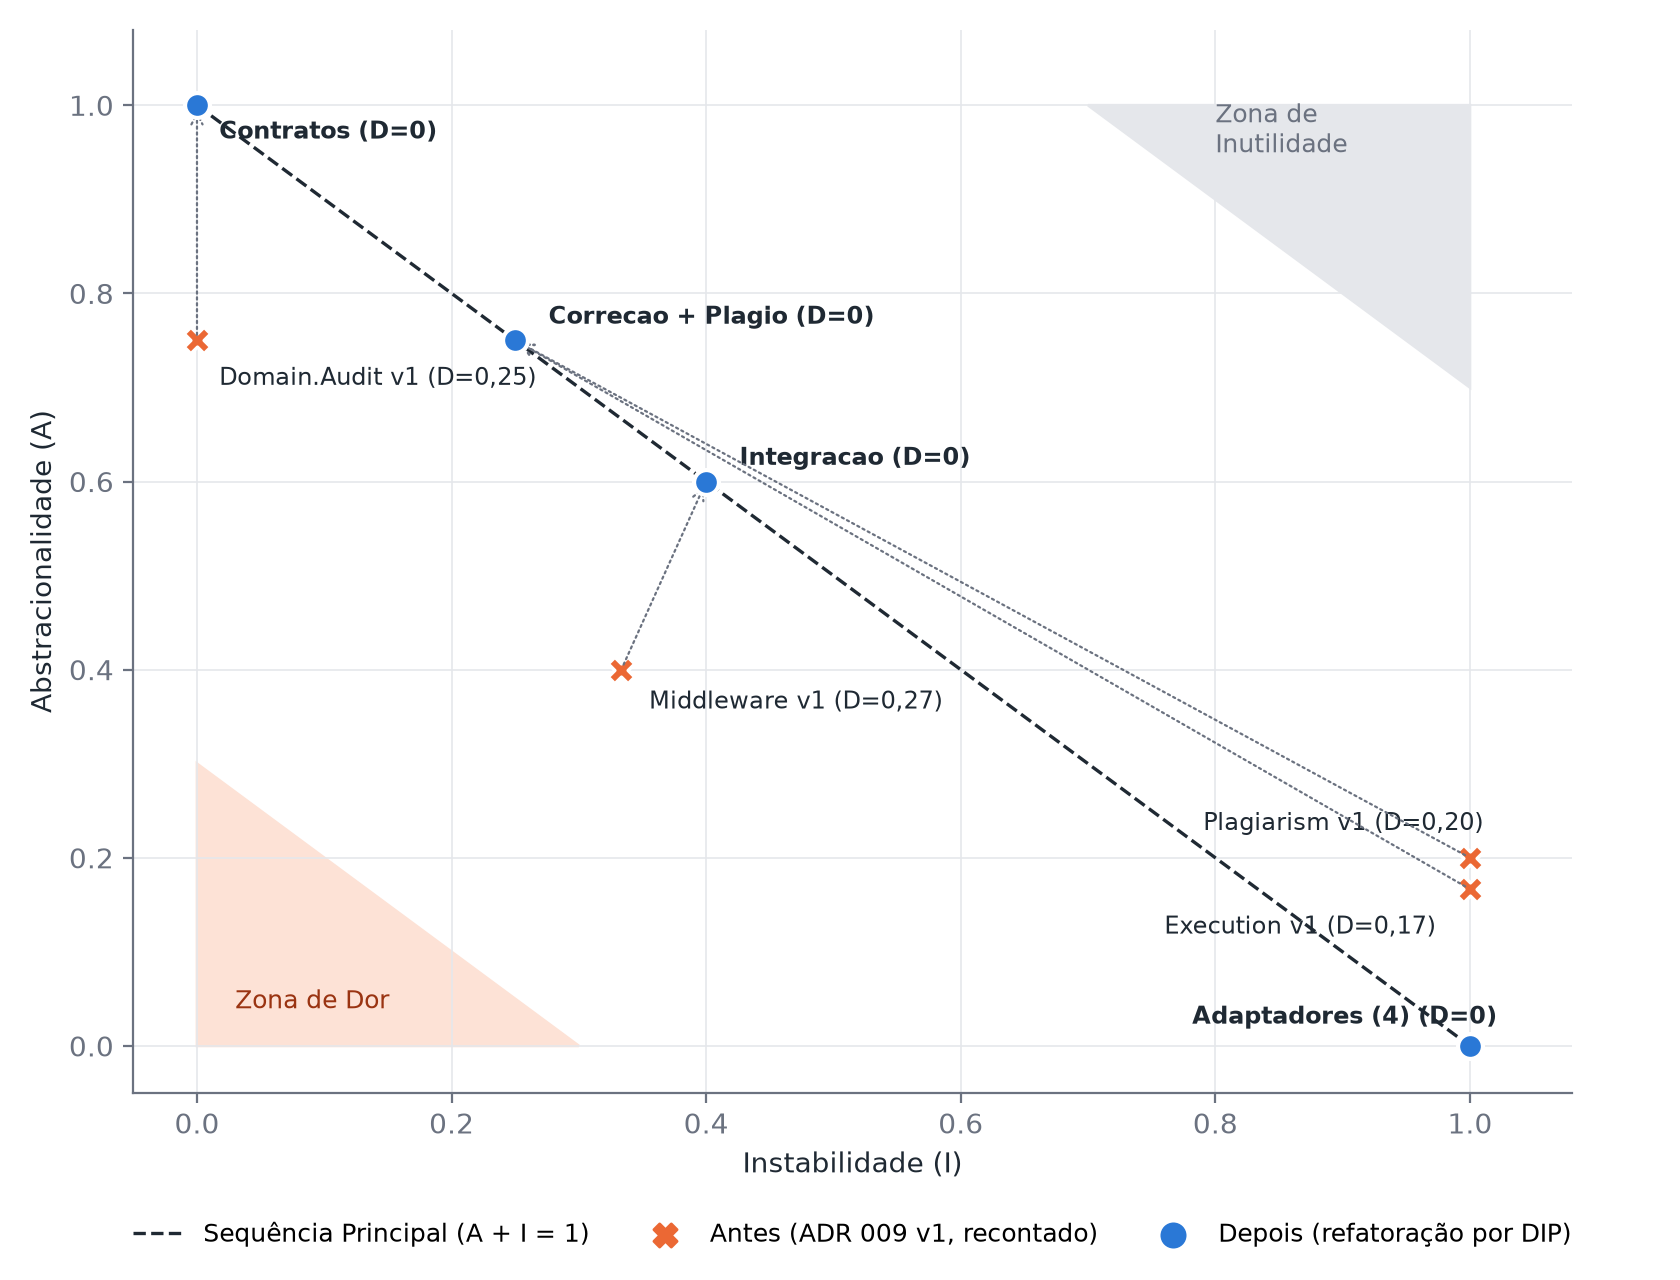 1.0
0.8
0.6
0.4
0.2
0.0
Abstracionalidade (A)
Contratos (D=0)
Zona de
Inutilidade
Correcao + Plagio (D=0)
Domain.Audit v1 (D=0,25)
Integracao (D=0)
Middleware v1 (D=0,27)
Plagiarism v1 (D=0,20)
Execution v1 (D=0,17)
Zona de Dor
Adaptadores (4) (D=0)
0.0 0.2 0.4 0.6 0.8 1.0
Instabilidade (I)
Sequência Principal (A + I = 1) Antes (ADR 009 v1, recontado) Depois (refatoração por DIP)